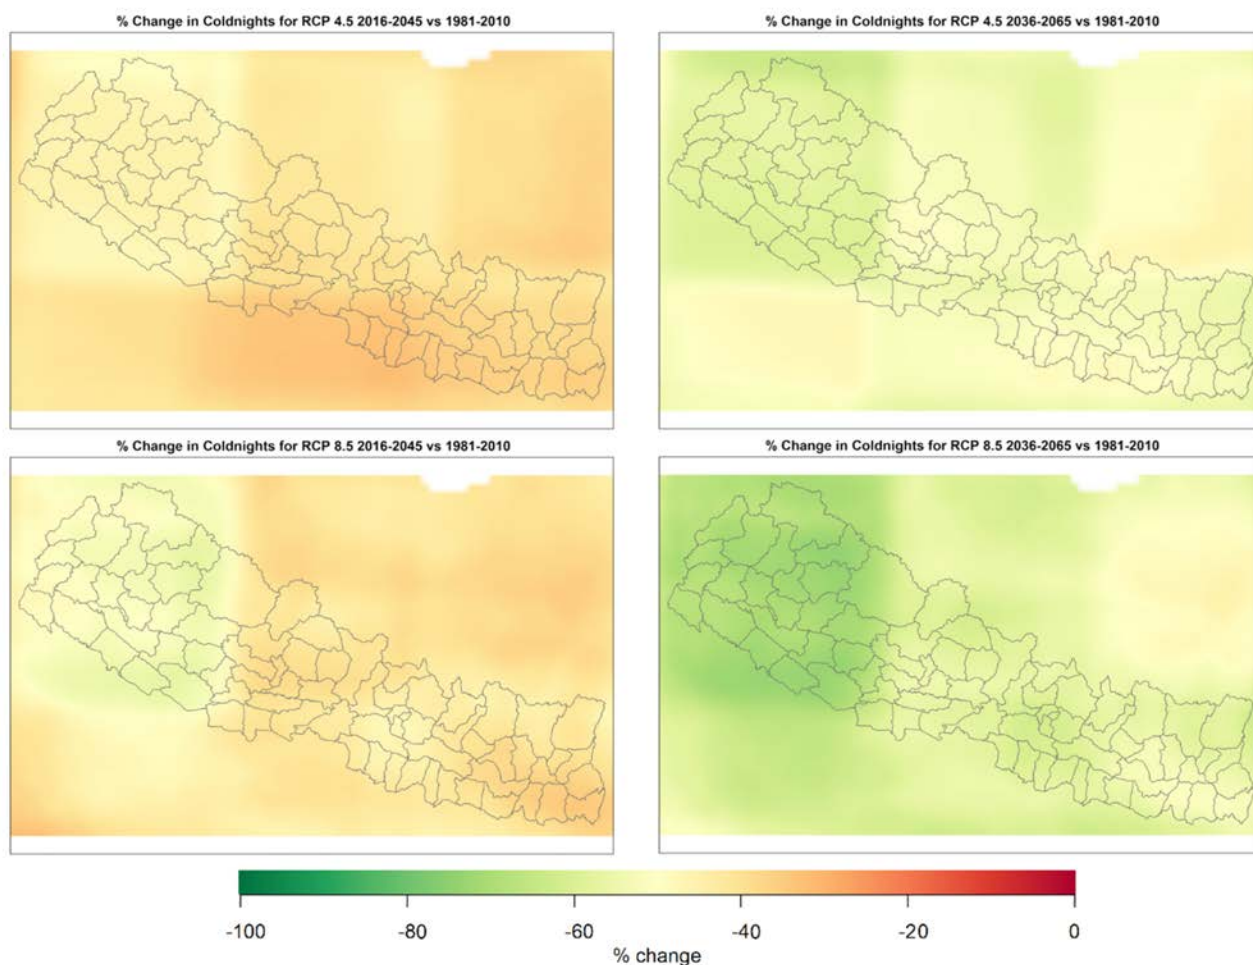 % Change in Coldnights for RCP 4.5 2016-2045 vs 1981-2010
% Change in Coldnights for RCP 4.5 2036-2065 vs 1981-2010
% Change in Coldnights for RCP 8.5 2016-2045 vs 1981-2010
% Change in Coldnights for RCP 8.5 2036-2065 vs 1981-2010
-100 -80 -60 -40 -20 0
% change